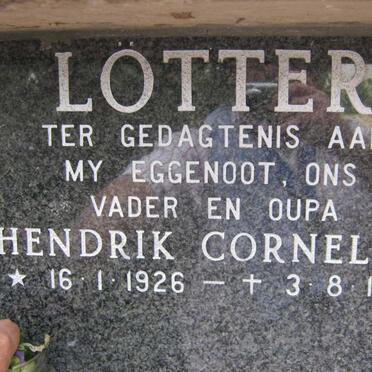 LÖTTER
TER GEDAGTENIS AAN
MY EGGENOOT, ONS
VADER EN OUPA
HENDRIK CORNEL
★ 16·1·1926 — ✝ 3·8·1